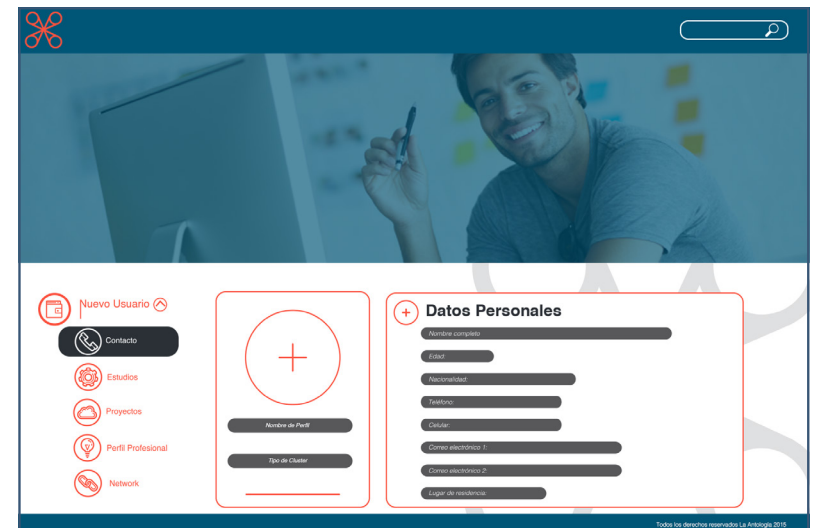 Nuevo Usuario
Contacto
Estudios
Proyectos
Perfil Profesional
Network
Nombre de Perfil
Tipo de Cluster
Datos Personales
Nombre completo
Edad:
Nacionalidad:
Teléfono:
Celular:
Correo electrónico 1:
Correo electrónico 2:
Lugar de residencia:
Todos los derechos reservados La Antología 2015